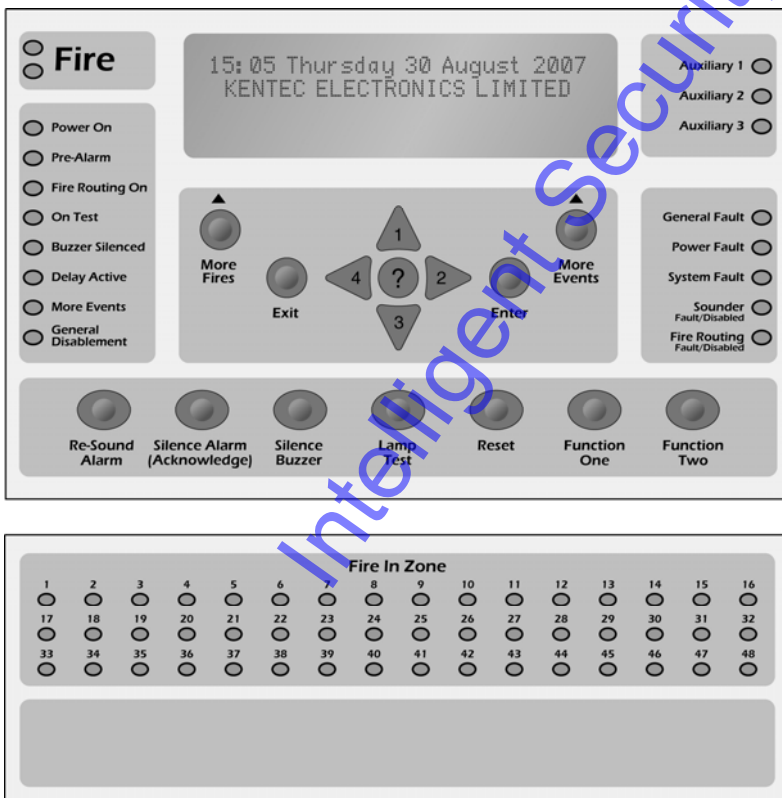 Fire
15:05 Thursday 30 August 2007
KENTEC ELECTRONICS LIMITED
Auxiliary 1
Auxiliary 2
Auxiliary 3
Power On
Pre-Alarm
Fire Routing On
On Test
Buzzer Silenced
Delay Active
More Events
General
Disablement
More
Fires
Exit
1
4 ? 2
3
Enter
More
Events
General Fault
Power Fault
System Fault
Sounder
Fault/Disabled
Fire Routing
Fault/Disabled
Re-Sound
Alarm
Silence Alarm
(Acknowledge)
Silence
Buzzer
Lamp
Test
Reset
Function
One
Function
Two
Intelligent
Fire In Zone
1 2 3 4 5 6 7 8 9 10 11 12 13 14 15 16
17 18 19 20 21 22 23 24 25 26 27 28 29 30 31 32
33 34 35 36 37 38 39 40 41 42 43 44 45 46 47 48